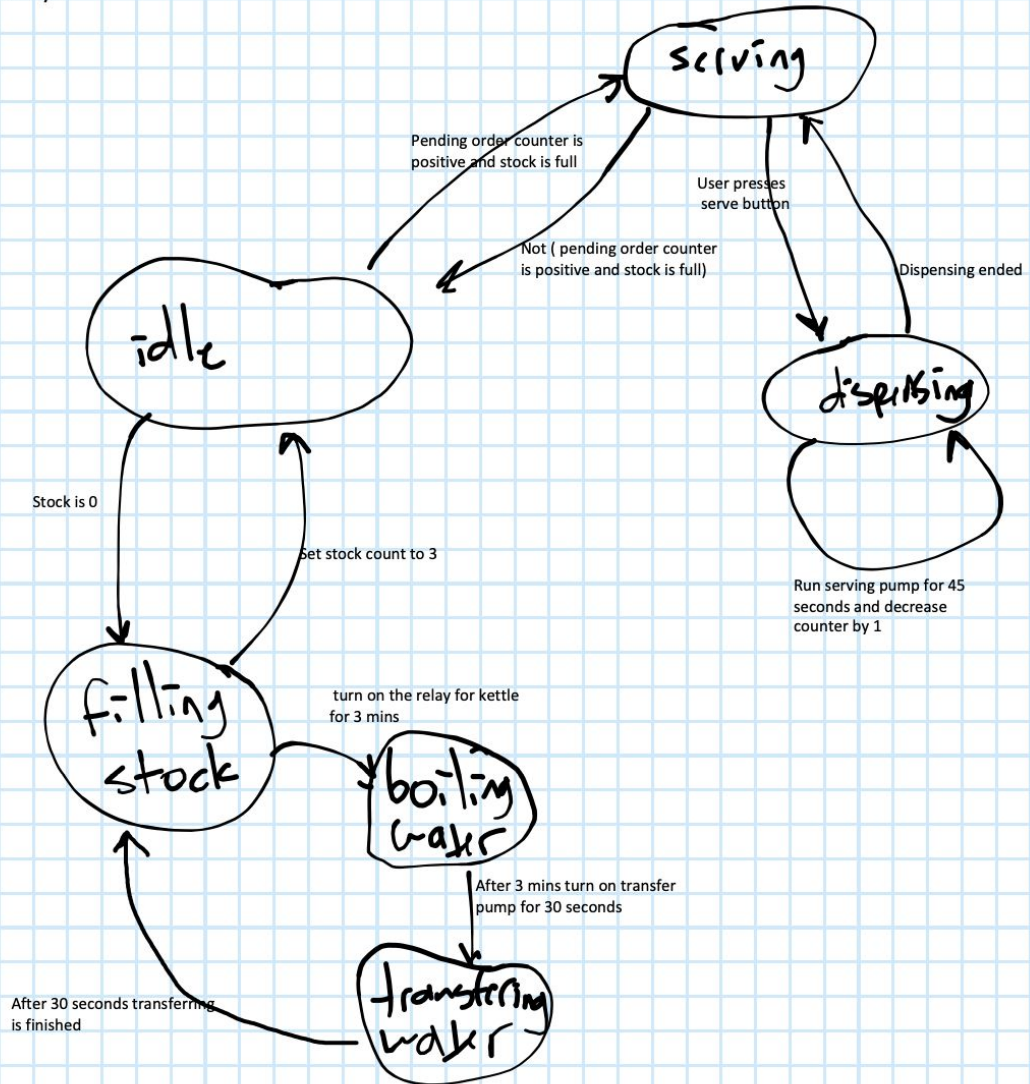 serving
Pending order counter is
positive and stock is full
User presses
serve button
Not ( pending order counter
is positive and stock is full)
Dispensing ended
idle
dispensing
Stock is 0
Set stock count to 3
Run serving pump for 45
seconds and decrease
counter by 1
filling
stock
turn on the relay for kettle
for 3 mins
boiling
water
After 3 mins turn on transfer
pump for 30 seconds
transfering
water
After 30 seconds transferring
is finished